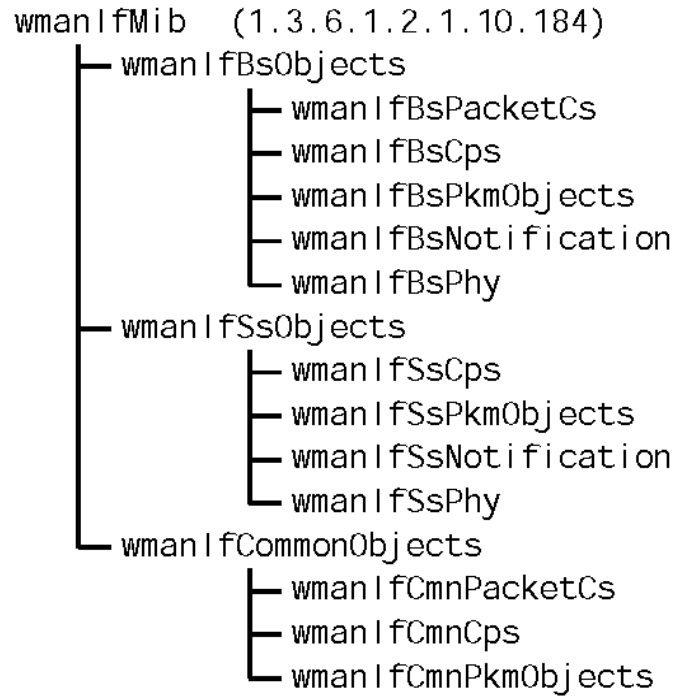 wmanIfMib (1.3.6.1.2.1.10.184)
wmanIfBsObjects
wmanIfBsPacketCs
wmanIfBsCps
wmanIfBsPkmObjects
wmanIfBsNotification
wmanIfBsPhy
wmanIfSsObjects
wmanIfSsCps
wmanIfSsPkmObjects
wmanIfSsNotification
wmanIfSsPhy
wmanIfCommonObjects
wmanIfCmnPacketCs
wmanIfCmnCps
wmanIfCmnPkmObjects